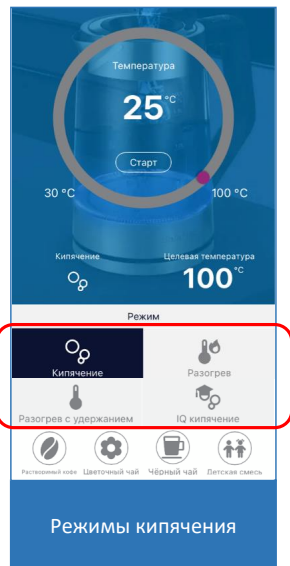 Температура
25°C
Старт
30 °C
100 °C
Кипячение
Целевая температура
100°C
Режим
Кипячение
Разогрев
Разогрев с удержанием
IQ кипячение
Растворимый кофе Цветочный чай Чёрный чай Детская смесь
Режимы кипячения